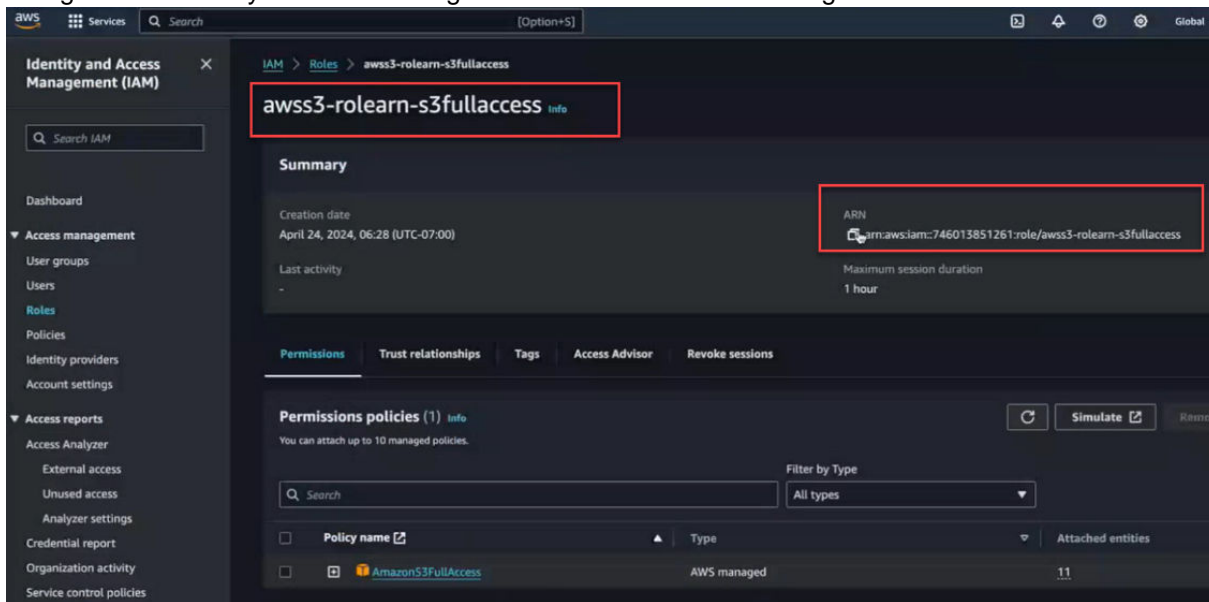 aws
Services
Search
[Option+S]
Global
Identity and Access Management (IAM)
Search IAM
Dashboard
Access management
User groups
Users
Roles
Policies
Identity providers
Account settings
Access reports
Access Analyzer
External access
Unused access
Analyzer settings
Credential report
Organization activity
Service control policies
IAM > Roles > awss3-rolearn-s3fullaccess
awss3-rolearn-s3fullaccess Info
Summary
Creation date
April 24, 2024, 06:28 (UTC-07:00)
Last activity
-
ARN
arn:aws:iam::746013851261:role/awss3-rolearn-s3fullaccess
Maximum session duration
1 hour
Permissions Trust relationships Tags Access Advisor Revoke sessions
Permissions policies (1) Info
You can attach up to 10 managed policies.
Simulate
Search
Filter by Type
All types
Policy name Type Attached entities
AmazonS3FullAccess AWS managed 11